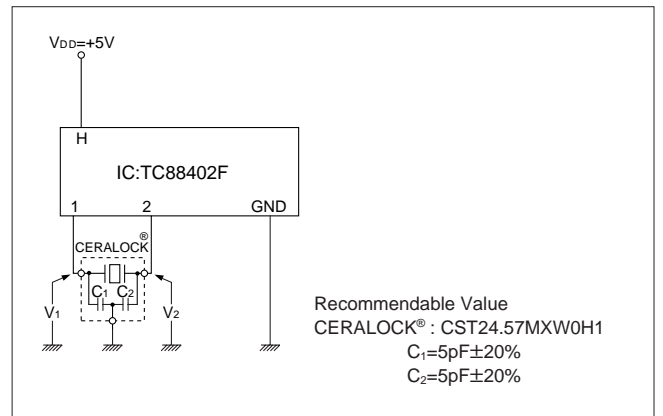 VDD=+5V
H
IC:TC88402F
1 2 GND
CERALOCK®
C1 C2
V1 V2
Recommendable Value
CERALOCK® : CST24.57MXW0H1
C1=5pF±20%
C2=5pF±20%